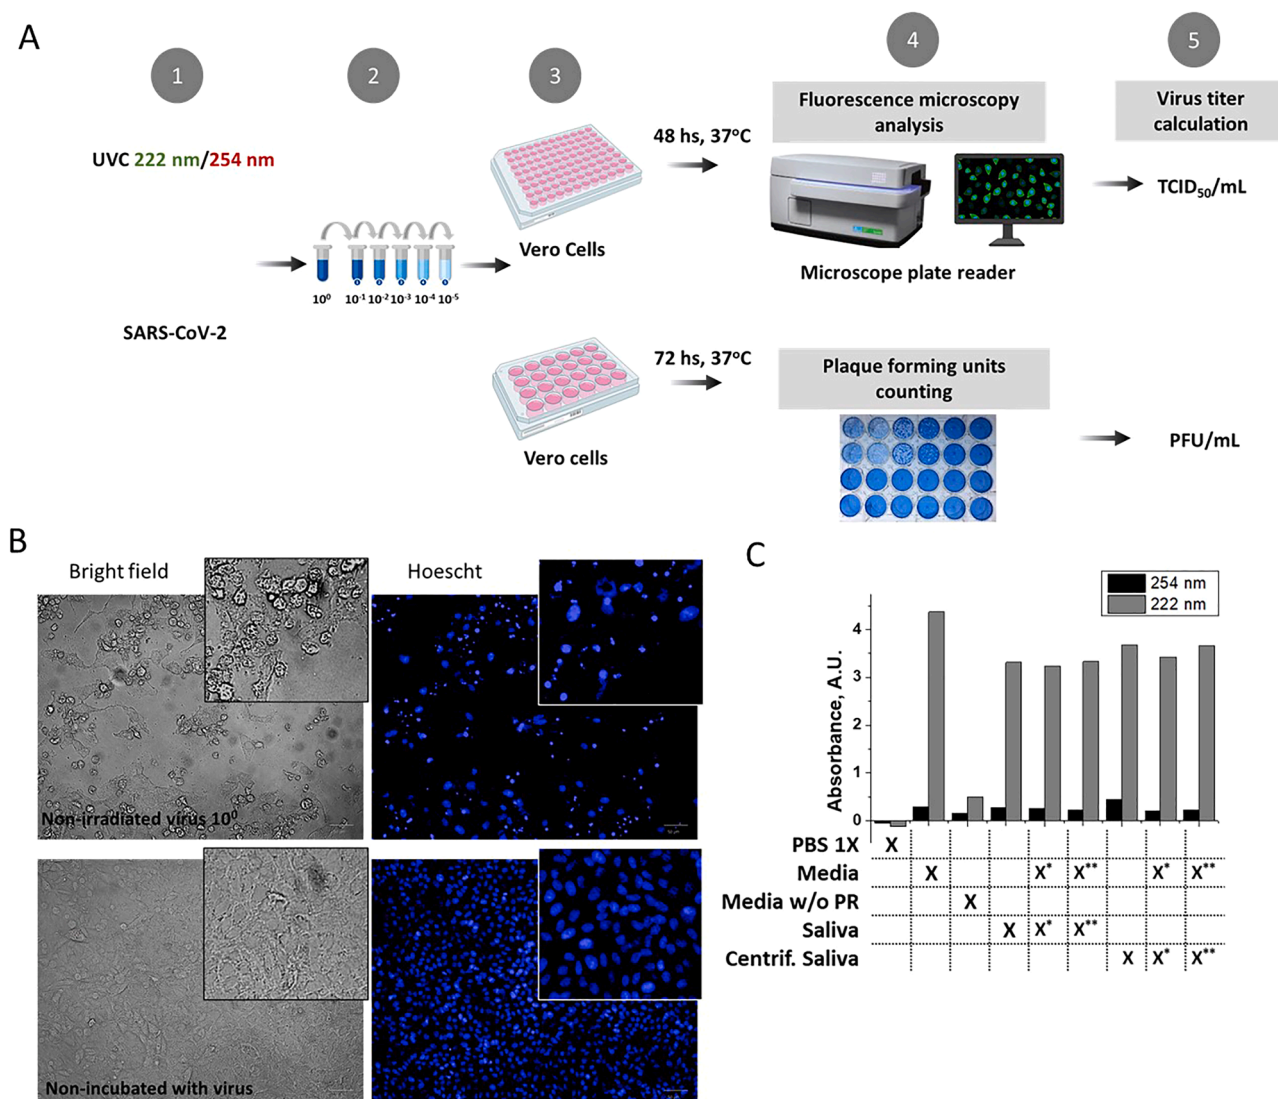 A
1 2 3 4 5
UVC 222 nm/254 nm
SARS-CoV-2
10⁰ 10⁻¹ 10⁻² 10⁻³ 10⁻⁴ 10⁻⁵
Vero Cells
48 hs, 37°C
Fluorescence microscopy
analysis
Microscope plate reader
Virus titer
calculation
TCID₅₀/mL
Vero cells
72 hs, 37°C
Plaque forming units
counting
PFU/mL
B
Bright field
Hoescht
Non-irradiated virus 10⁰
Non-incubated with virus
C
254 nm
222 nm
Absorbance, A.U.
4
3
2
1
0
PBS 1X X
Media X X* X** X* X**
Media w/o PR X
Saliva X X* X**
Centrif. Saliva X X* X**